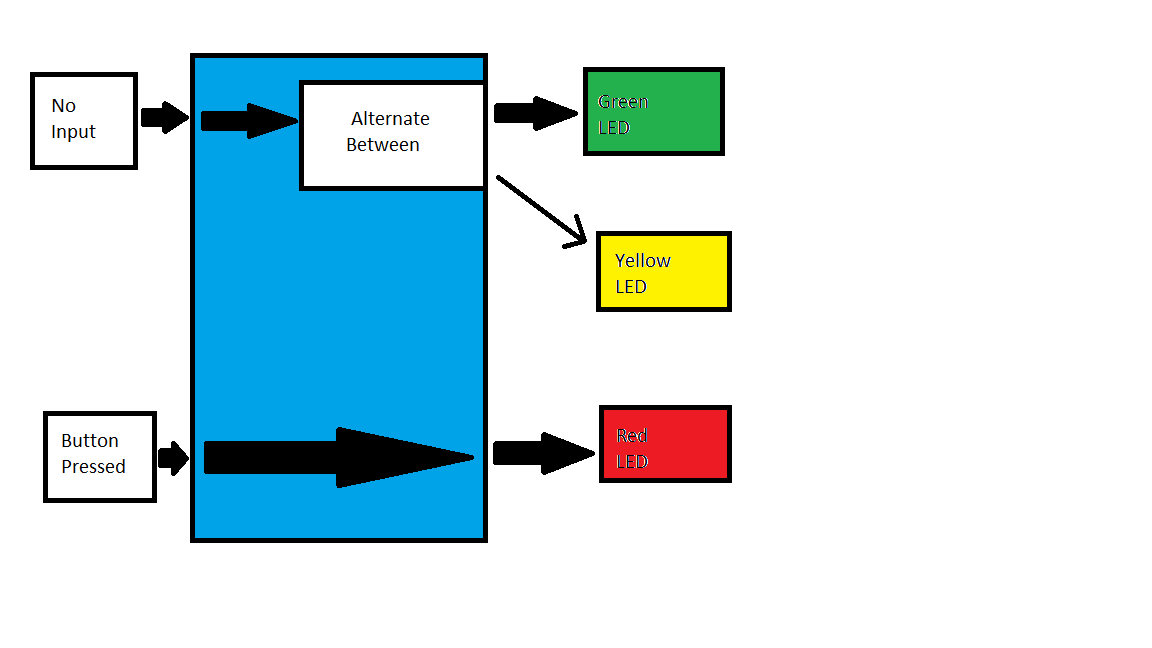 No
Input
Alternate
Between
Green
LED
Yellow
LED
Button
Pressed
Red
LED